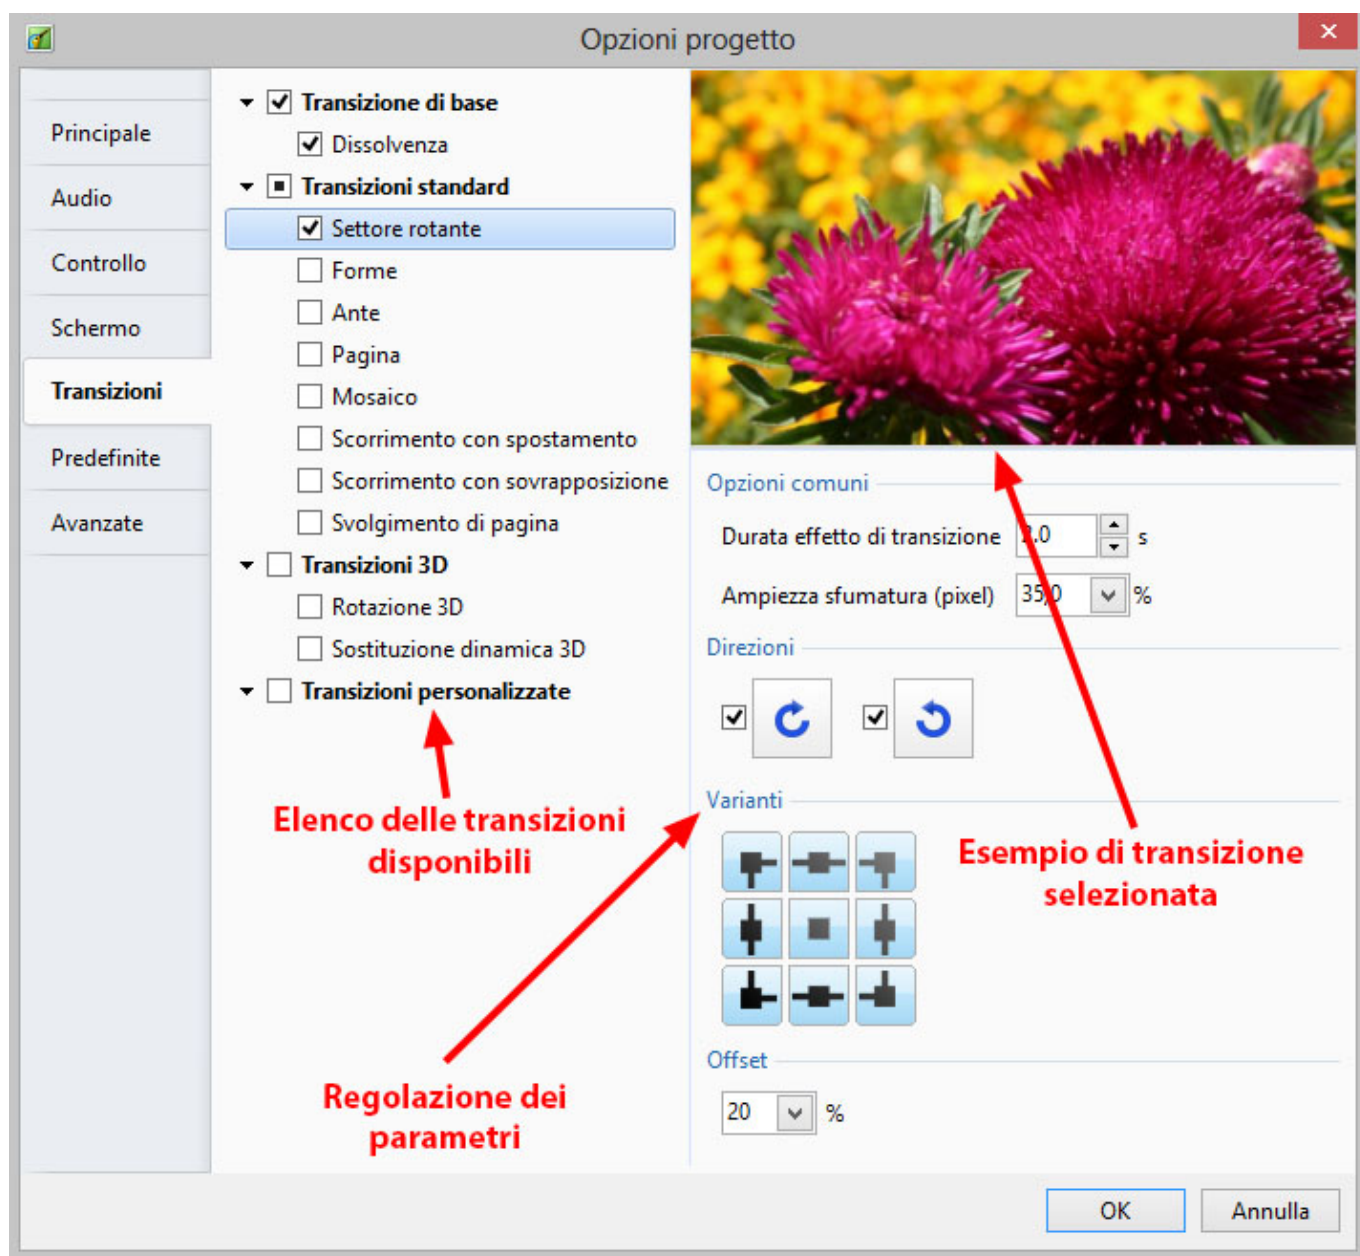 Opzioni progetto
Principale
Audio
Controllo
Schermo
Transizioni
Predefinite
Avanzate
Transizione di base
Dissolvenza
Transizioni standard
Settore rotante
Forme
Ante
Pagina
Mosaico
Scorrimento con spostamento
Scorrimento con sovrapposizione
Svolgimento di pagina
Transizioni 3D
Rotazione 3D
Sostituzione dinamica 3D
Transizioni personalizzate
Elenco delle transizioni
disponibili
Regolazione dei
parametri
Opzioni comuni
Durata effetto di transizione s
Ampiezza sfumatura (pixel) 35,0 %
Direzioni
Varianti
Esempio di transizione
selezionata
Offset
20 %
OK Annulla